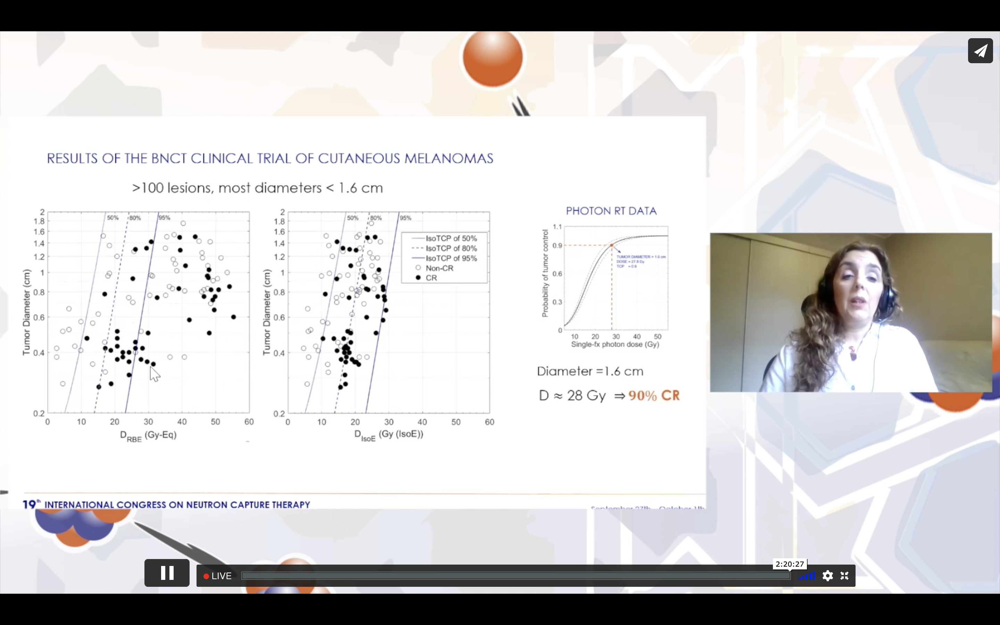 RESULTS OF THE BNCT CLINICAL TRIAL OF CUTANEOUS MELANOMAS
>100 lesions, most diameters < 1.6 cm
2
1.8
1.6
1.4
1.2
1
0.8
0.6
0.4
0.2
Tumor Diameter (cm)
50%
80%
95%
0 10 20 30 40 50 60
D_RBE (Gy-Eq)
2
1.8
1.6
1.4
1.2
1
0.8
0.6
0.4
0.2
Tumor Diameter (cm)
50%
80%
95%
IsoTCP of 50%
IsoTCP of 80%
IsoTCP of 95%
Non-CR
CR
0 10 20 30 40 50 60
D_IsoE (Gy (IsoE))
PHOTON RT DATA
1.1
0.9
0.6
0.3
0
Probability of tumor control
TUMOR DIAMETER = 1.6 cm
DOSE = 27.8 Gy
TCP = 0.9
10 20 30 40 50
Single-fx photon dose (Gy)
Diameter =1.6 cm
D ≈ 28 Gy ⇒ 90% CR
19th INTERNATIONAL CONGRESS ON NEUTRON CAPTURE THERAPY
September 27th - October 1th
2:20:27
LIVE